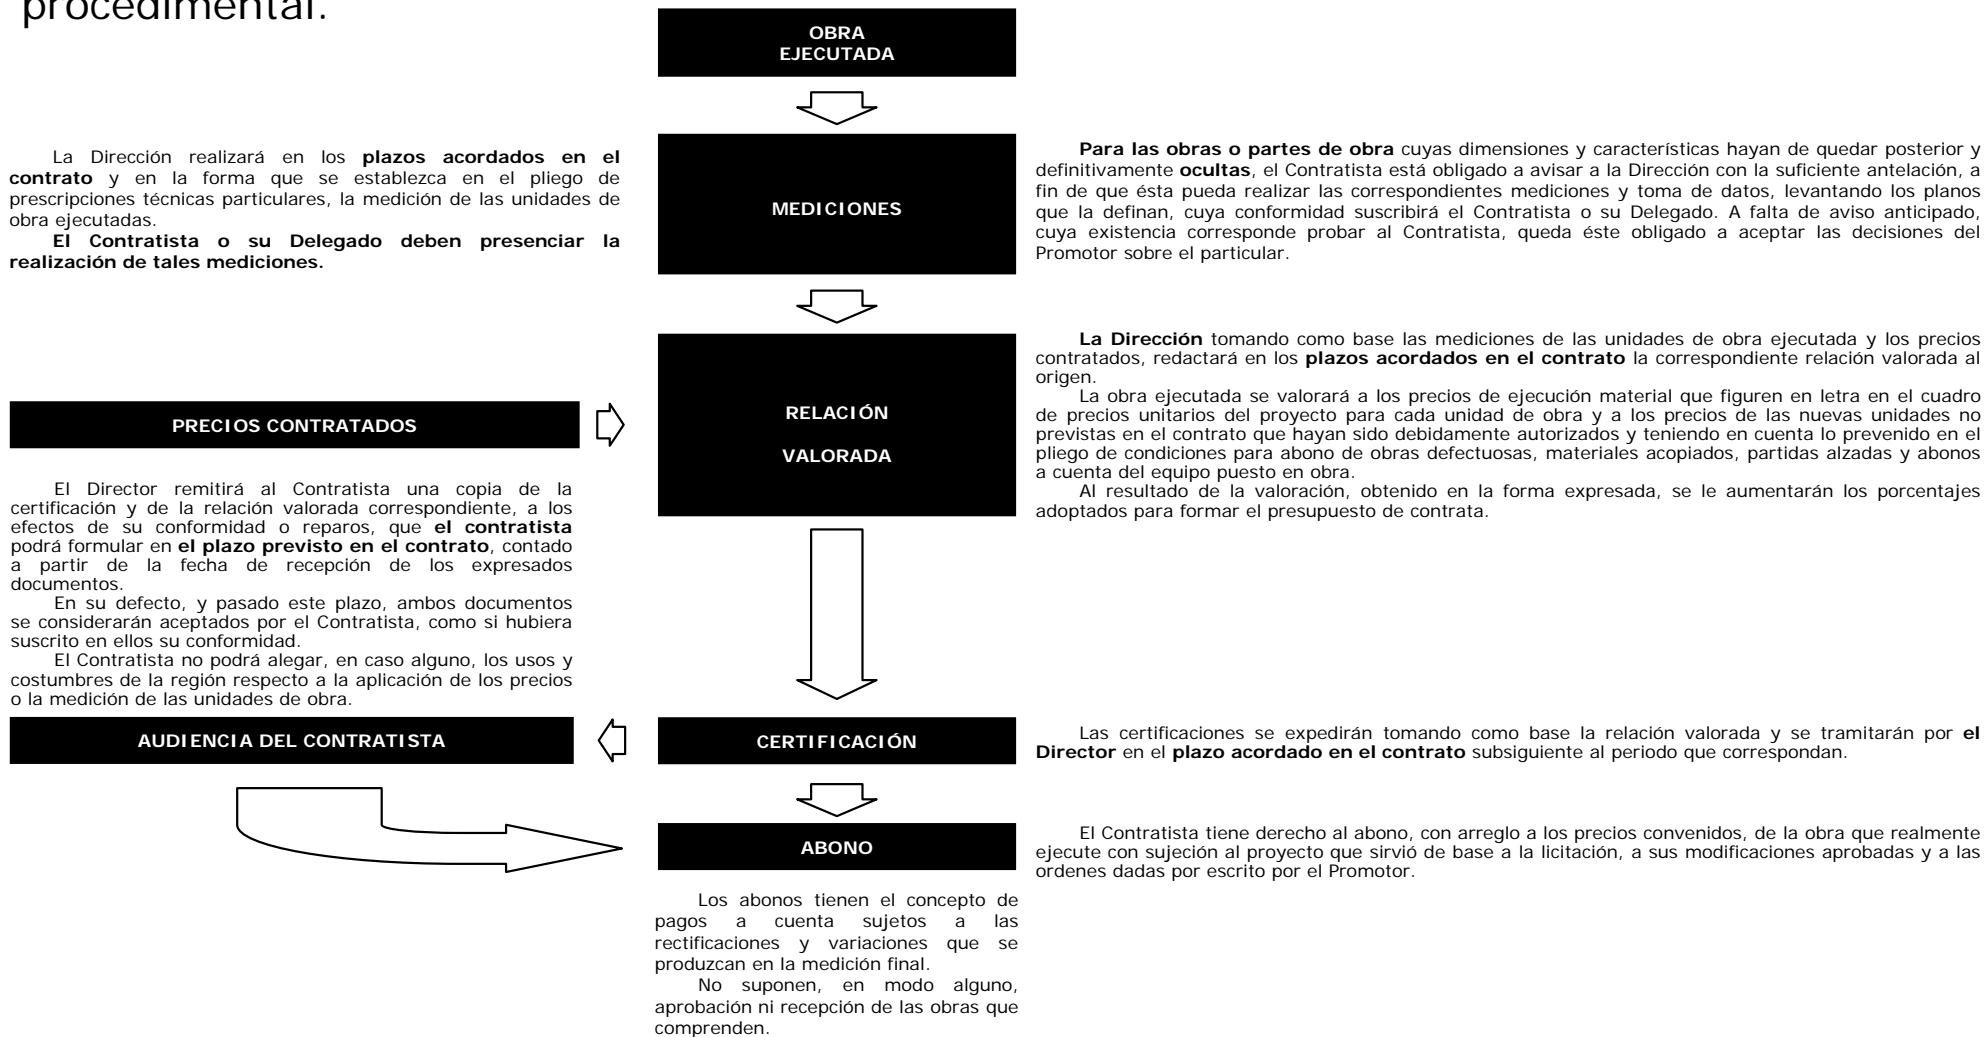 procedimental.
OBRA
EJECUTADA
La Dirección realizará en los plazos acordados en el
contrato y en la forma que se establezca en el pliego de
prescripciones técnicas particulares, la medición de las unidades de
obra ejecutadas.
El Contratista o su Delegado deben presenciar la
realización de tales mediciones.
MEDICIONES
Para las obras o partes de obra cuyas dimensiones y características hayan de quedar posterior y
definitivamente ocultas, el Contratista está obligado a avisar a la Dirección con la suficiente antelación, a
fin de que ésta pueda realizar las correspondientes mediciones y toma de datos, levantando los planos
que la definan, cuya conformidad suscribirá el Contratista o su Delegado. A falta de aviso anticipado,
cuya existencia corresponde probar al Contratista, queda éste obligado a aceptar las decisiones del
Promotor sobre el particular.
PRECIOS CONTRATADOS
RELACIÓN
VALORADA
La Dirección tomando como base las mediciones de las unidades de obra ejecutada y los precios
contratados, redactará en los plazos acordados en el contrato la correspondiente relación valorada al
origen.
La obra ejecutada se valorará a los precios de ejecución material que figuren en letra en el cuadro
de precios unitarios del proyecto para cada unidad de obra y a los precios de las nuevas unidades no
previstas en el contrato que hayan sido debidamente autorizados y teniendo en cuenta lo prevenido en el
pliego de condiciones para abono de obras defectuosas, materiales acopiados, partidas alzadas y abonos
a cuenta del equipo puesto en obra.
Al resultado de la valoración, obtenido en la forma expresada, se le aumentarán los porcentajes
adoptados para formar el presupuesto de contrata.
El Director remitirá al Contratista una copia de la
certificación y de la relación valorada correspondiente, a los
efectos de su conformidad o reparos, que el contratista
podrá formular en el plazo previsto en el contrato, contado
a partir de la fecha de recepción de los expresados
documentos.
En su defecto, y pasado este plazo, ambos documentos
se considerarán aceptados por el Contratista, como si hubiera
suscrito en ellos su conformidad.
El Contratista no podrá alegar, en caso alguno, los usos y
costumbres de la región respecto a la aplicación de los precios
o la medición de las unidades de obra.
AUDIENCIA DEL CONTRATISTA
CERTIFICACIÓN
Las certificaciones se expedirán tomando como base la relación valorada y se tramitarán por el
Director en el plazo acordado en el contrato subsiguiente al periodo que correspondan.
ABONO
El Contratista tiene derecho al abono, con arreglo a los precios convenidos, de la obra que realmente
ejecute con sujeción al proyecto que sirvió de base a la licitación, a sus modificaciones aprobadas y a las
ordenes dadas por escrito por el Promotor.
Los abonos tienen el concepto de
pagos a cuenta sujetos a las
rectificaciones y variaciones que se
produzcan en la medición final.
No suponen, en modo alguno,
aprobación ni recepción de las obras que
comprenden.